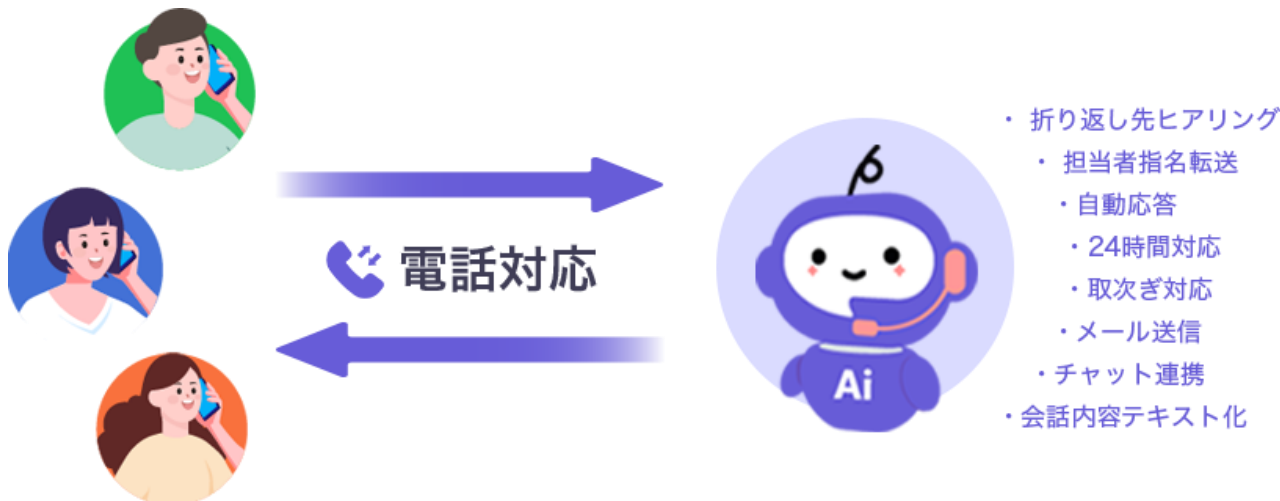 電話対応
Ai
・ 折り返し先ヒアリング
・ 担当者指名転送
・自動応答
・24時間対応
・取次ぎ対応
・メール送信
・チャット連携
・会話内容テキスト化